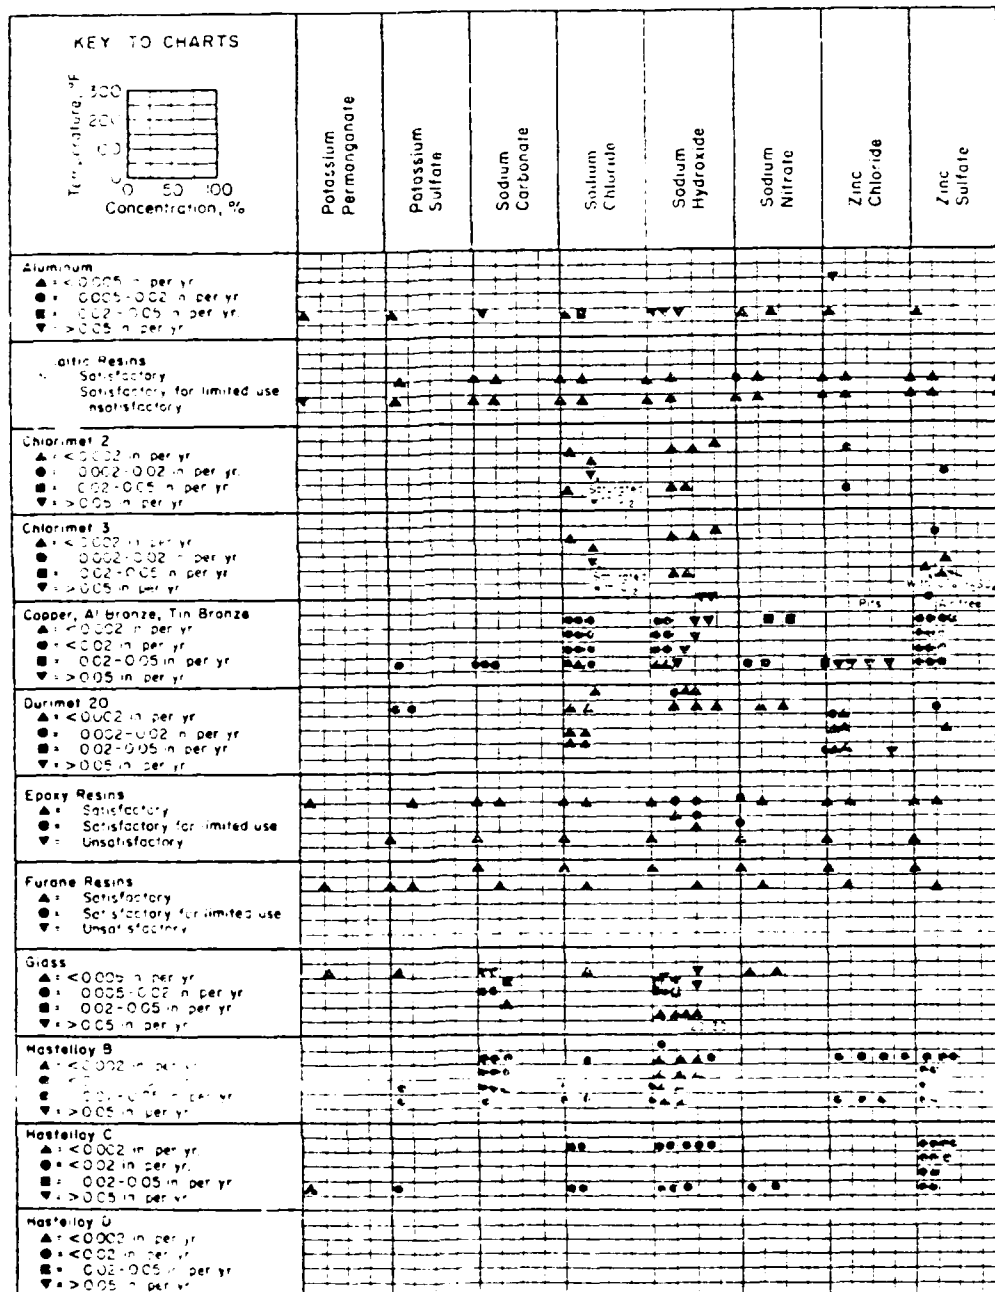 KEY TO CHARTS
Temperature, °F
300
200
100
0
0 50 100
Concentration, %
Potassium
Permanganate
Potassium
Sulfate
Sodium
Carbonate
Sodium
Chloride
Sodium
Hydroxide
Sodium
Nitrate
Zinc
Chloride
Zinc
Sulfate
Aluminum
▲ = < 0.005 in per yr
● = 0.005-0.02 in per yr.
■ = 0.02-0.05 in per yr.
▼ = > 0.05 in per yr.
Resins
Satisfactory
Satisfactory for limited use
Chlorimet 2
▲ = < 0.002 in per yr.
● = 0.002-0.02 in per yr.
■ = 0.02-0.05 in per yr.
▼ = > 0.05 in per yr
Saturated
Chlorimet 3
▲ = < 0.002 in per yr.
● = 0.002-0.02 in per yr.
■ = 0.02-0.05 in per yr.
▼ = > 0.05 in per yr.
Saturated
Copper, Al Bronze, Tin Bronze
▲ = < 0.002 in per yr
● = < 0.02 in per yr
■ = 0.02-0.05 in per yr.
▼ = > 0.05 in per yr.
Pits
Air free
Durimet 20
▲ = < 0.002 in per yr
● = 0.002-0.02 in per yr.
■ = 0.02-0.05 in per yr
▼ = > 0.05 in per yr.
Epoxy Resins
▲ = Satisfactory
● = Satisfactory for limited use
▼ = Unsatisfactory
Furane Resins
▲ = Satisfactory
● = Satisfactory for limited use
▼ = Unsatisfactory
Glass
▲ = < 0.005 in per yr
● = 0.005-0.02 in per yr.
■ = 0.02-0.05 in per yr
▼ = > 0.05 in per yr.
Hastelloy B
▲ = < 0.002 in per yr
in per yr.
▼ = > 0.05 in per yr
Hastelloy C
▲ = < 0.002 in per yr.
● = < 0.02 in per yr.
■ = 0.02-0.05 in per yr
▼ = > 0.05 in per yr.
Hastelloy D
▲ = < 0.002 in per yr
● = < 0.02 in per yr
■ = 0.02-0.05 in per yr
▼ = > 0.05 in per yr